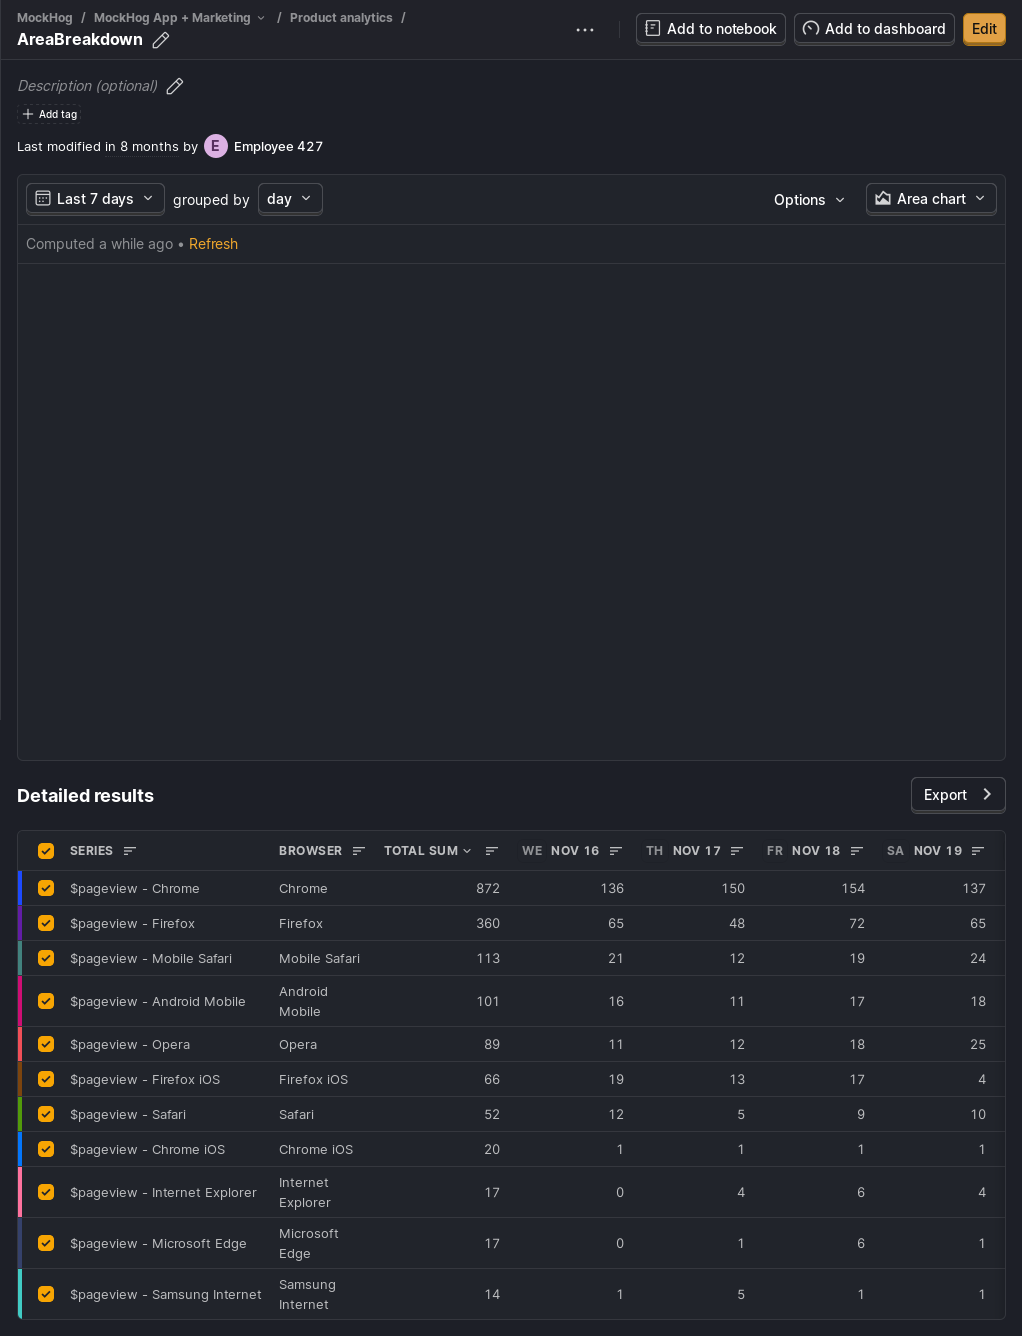 MockHog / MockHog App + Marketing / Product analytics /
AreaBreakdown
Add to notebook Add to dashboard Edit
Description (optional)
Add tag
Last modified in 8 months by E Employee 427
Last 7 days grouped by day Options Area chart
Computed a while ago • Refresh
Detailed results Export
SERIES BROWSER TOTAL SUM WE NOV 16 TH NOV 17 FR NOV 18 SA NOV 19
$pageview - Chrome Chrome 872 136 150 154 137
$pageview - Firefox Firefox 360 65 48 72 65
$pageview - Mobile Safari Mobile Safari 113 21 12 19 24
$pageview - Android Mobile Android Mobile 101 16 11 17 18
$pageview - Opera Opera 89 11 12 18 25
$pageview - Firefox iOS Firefox iOS 66 19 13 17 4
$pageview - Safari Safari 52 12 5 9 10
$pageview - Chrome iOS Chrome iOS 20 1 1 1 1
$pageview - Internet Explorer Internet Explorer 17 0 4 6 4
$pageview - Microsoft Edge Microsoft Edge 17 0 1 6 1
$pageview - Samsung Internet Samsung Internet 14 1 5 1 1